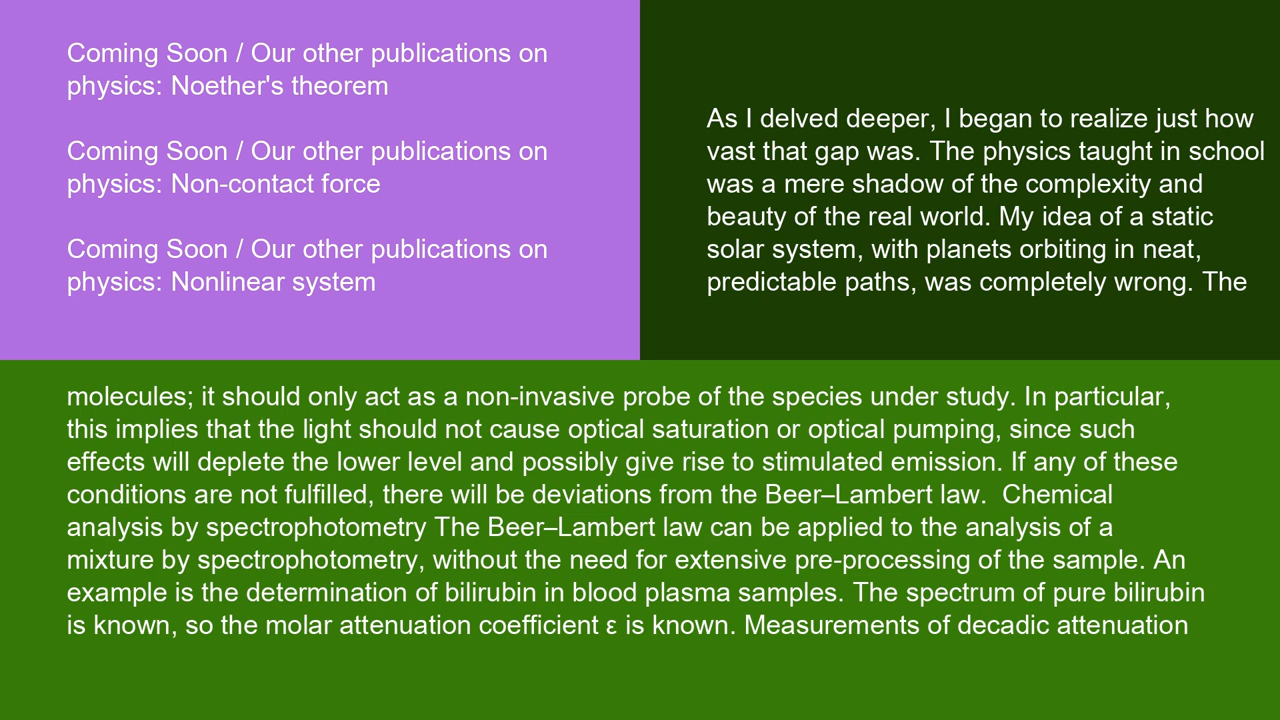 Coming Soon / Our other publications on
physics: Noether's theorem
Coming Soon / Our other publications on
physics: Non-contact force
Coming Soon / Our other publications on
physics: Nonlinear system
As I delved deeper, I began to realize just how
vast that gap was. The physics taught in school
was a mere shadow of the complexity and
beauty of the real world. My idea of a static
solar system, with planets orbiting in neat,
predictable paths, was completely wrong. The
molecules; it should only act as a non-invasive probe of the species under study. In particular,
this implies that the light should not cause optical saturation or optical pumping, since such
effects will deplete the lower level and possibly give rise to stimulated emission. If any of these
conditions are not fulfilled, there will be deviations from the Beer–Lambert law.  Chemical
analysis by spectrophotometry The Beer–Lambert law can be applied to the analysis of a
mixture by spectrophotometry, without the need for extensive pre-processing of the sample. An
example is the determination of bilirubin in blood plasma samples. The spectrum of pure bilirubin
is known, so the molar attenuation coefficient ε is known. Measurements of decadic attenuation